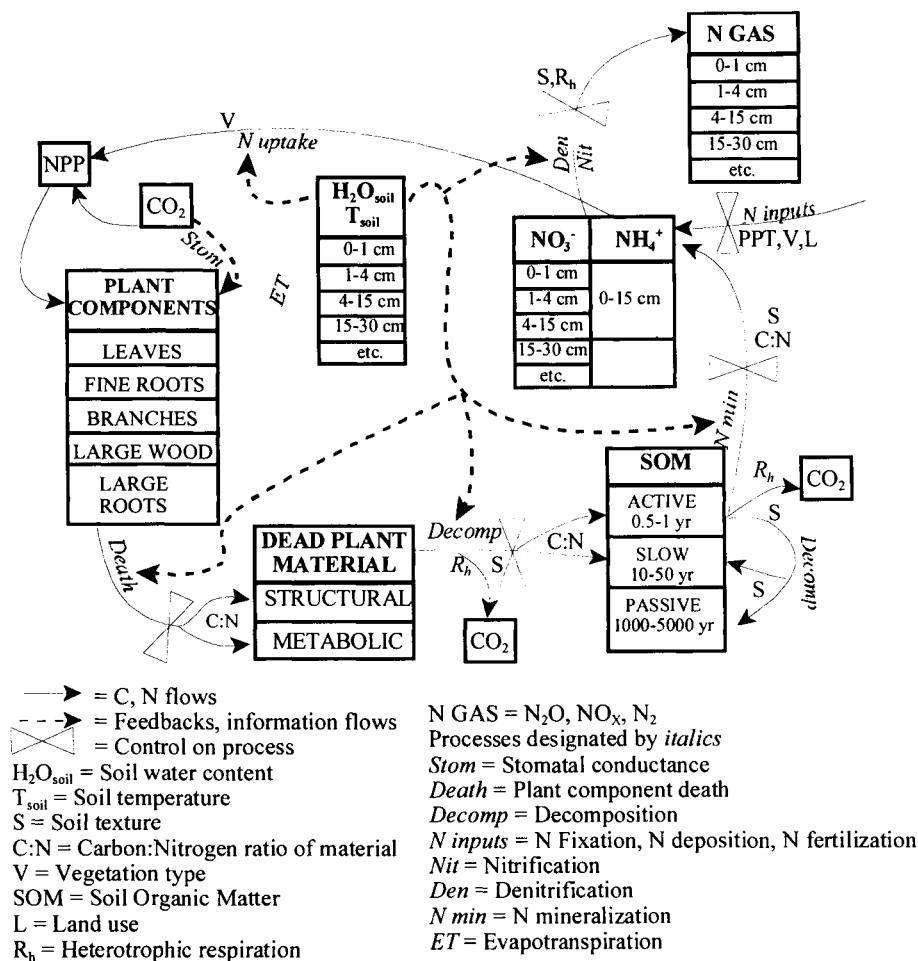 N GAS
0-1 cm
1-4 cm
4-15 cm
15-30 cm
etc.
S,Rₕ
V
N uptake
Den
Nit
NPP
CO₂
Stom
H₂Oₛₒᵢₗ
Tₛₒᵢₗ
0-1 cm
1-4 cm
4-15 cm
15-30 cm
etc.
ET
N inputs
PPT,V,L
NO₃⁻
NH₄⁺
0-1 cm
1-4 cm
4-15 cm
15-30 cm
etc.
0-15 cm
PLANT
COMPONENTS
LEAVES
FINE ROOTS
BRANCHES
LARGE WOOD
LARGE
ROOTS
S
C:N
N min
SOM
ACTIVE
0.5-1 yr
SLOW
10-50 yr
PASSIVE
1000-5000 yr
Rₕ
CO₂
S
S
Decomp
Death
C:N
DEAD PLANT
MATERIAL
STRUCTURAL
METABOLIC
Decomp
Rₕ
S
C:N
CO₂
= C, N flows
= Feedbacks, information flows
= Control on process
H₂Oₛₒᵢₗ = Soil water content
Tₛₒᵢₗ = Soil temperature
S = Soil texture
C:N = Carbon:Nitrogen ratio of material
V = Vegetation type
SOM = Soil Organic Matter
L = Land use
Rₕ = Heterotrophic respiration
N GAS = N₂O, NOₓ, N₂
Processes designated by italics
Stom = Stomatal conductance
Death = Plant component death
Decomp = Decomposition
N inputs = N Fixation, N deposition, N fertilization
Nit = Nitrification
Den = Denitrification
N min = N mineralization
ET = Evapotranspiration